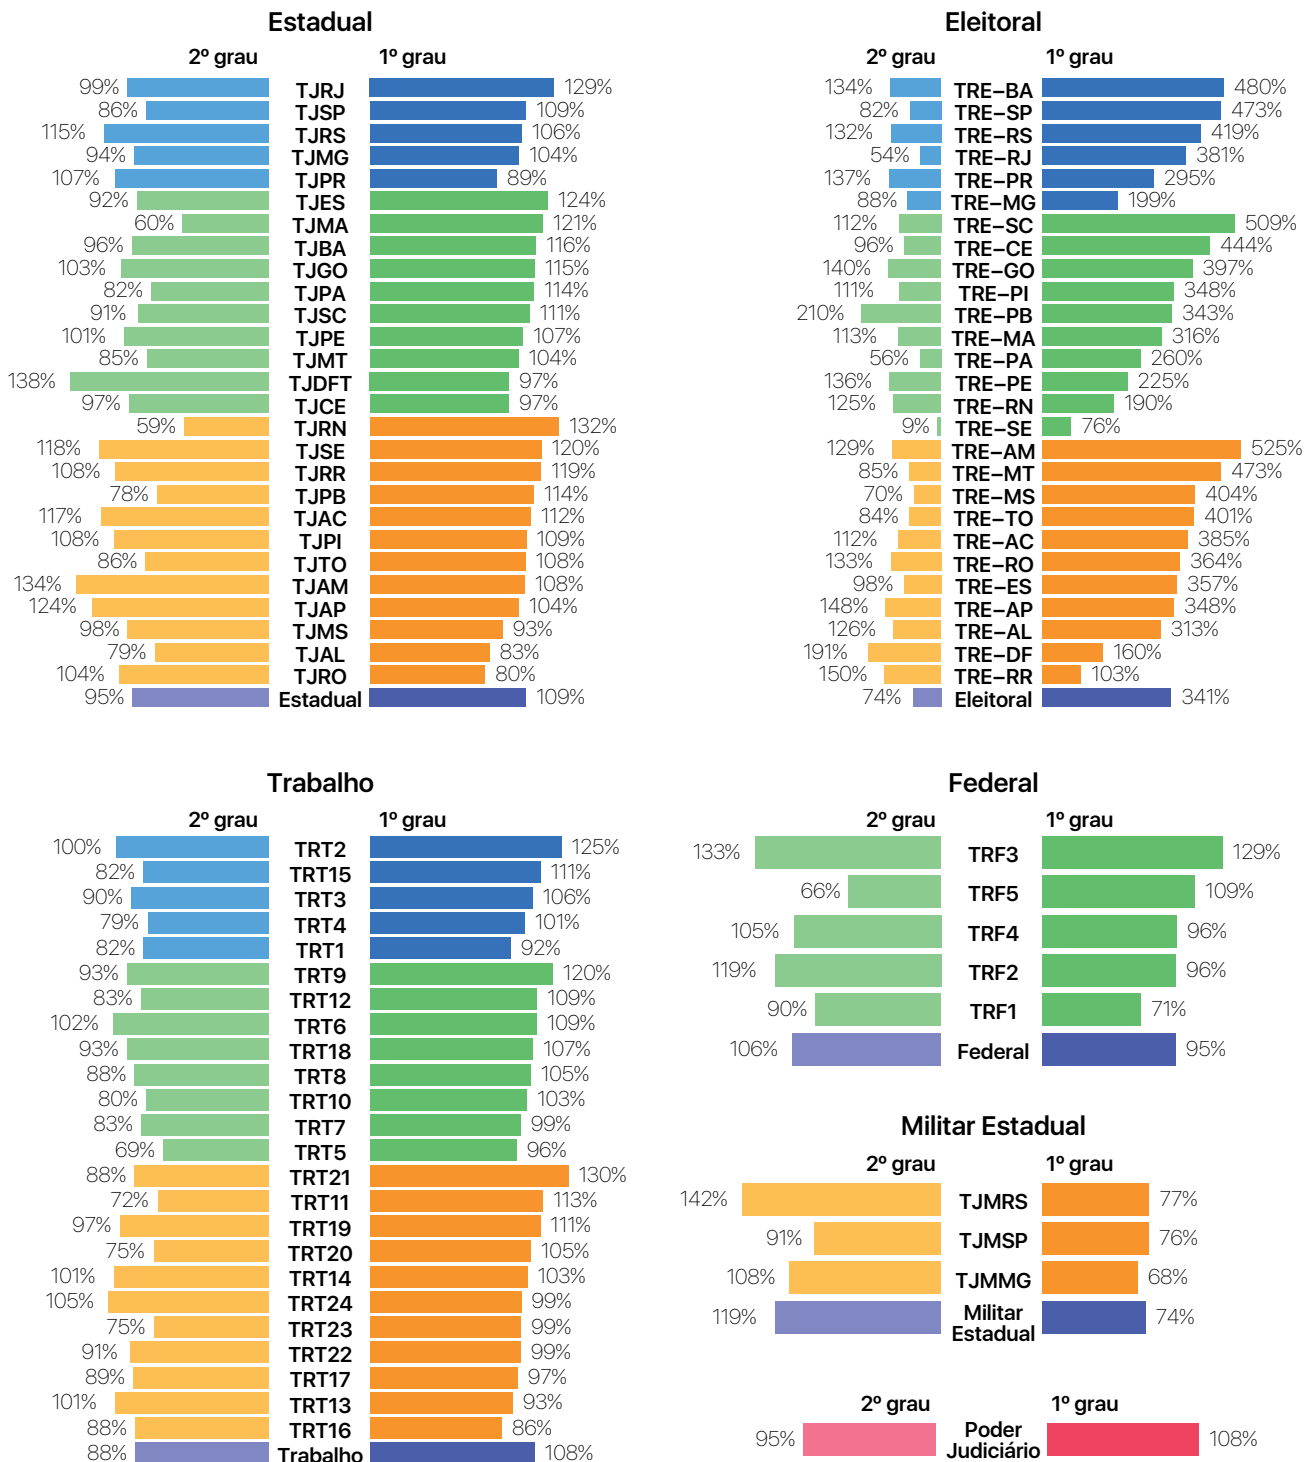 Estadual
2º grau 1º grau
99% TJRJ 129%
86% TJSP 109%
115% TJRS 106%
94% TJMG 104%
107% TJPR 89%
92% TJES 124%
60% TJMA 121%
96% TJBA 116%
103% TJGO 115%
82% TJPA 114%
91% TJSC 111%
101% TJPE 107%
85% TJMT 104%
138% TJDFT 97%
97% TJCE 97%
59% TJRN 132%
118% TJSE 120%
108% TJRR 119%
78% TJPB 114%
117% TJAC 112%
108% TJPI 109%
86% TJTO 108%
134% TJAM 108%
124% TJAP 104%
98% TJMS 93%
79% TJAL 83%
104% TJRO 80%
95% Estadual 109%
Eleitoral
2º grau 1º grau
134% TRE-BA 480%
82% TRE-SP 473%
132% TRE-RS 419%
54% TRE-RJ 381%
137% TRE-PR 295%
88% TRE-MG 199%
112% TRE-SC 509%
96% TRE-CE 444%
140% TRE-GO 397%
111% TRE-PI 348%
210% TRE-PB 343%
113% TRE-MA 316%
56% TRE-PA 260%
136% TRE-PE 225%
125% TRE-RN 190%
9% TRE-SE 76%
129% TRE-AM 525%
85% TRE-MT 473%
70% TRE-MS 404%
84% TRE-TO 401%
112% TRE-AC 385%
133% TRE-RO 364%
98% TRE-ES 357%
148% TRE-AP 348%
126% TRE-AL 313%
191% TRE-DF 160%
150% TRE-RR 103%
74% Eleitoral 341%
Trabalho
2º grau 1º grau
100% TRT2 125%
82% TRT15 111%
90% TRT3 106%
79% TRT4 101%
82% TRT1 92%
93% TRT9 120%
83% TRT12 109%
102% TRT6 109%
93% TRT18 107%
88% TRT8 105%
80% TRT10 103%
83% TRT7 99%
69% TRT5 96%
88% TRT21 130%
72% TRT11 113%
97% TRT19 111%
75% TRT20 105%
101% TRT14 103%
105% TRT24 99%
75% TRT23 99%
91% TRT22 99%
89% TRT17 97%
101% TRT13 93%
88% TRT16 86%
88% Trabalho 108%
Federal
2º grau 1º grau
133% TRF3 129%
66% TRF5 109%
105% TRF4 96%
119% TRF2 96%
90% TRF1 71%
106% Federal 95%
Militar Estadual
2º grau 1º grau
142% TJMRS 77%
91% TJMSP 76%
108% TJMMG 68%
119% Militar 74%
Estadual
2º grau 1º grau
95% Poder 108%
Judiciário